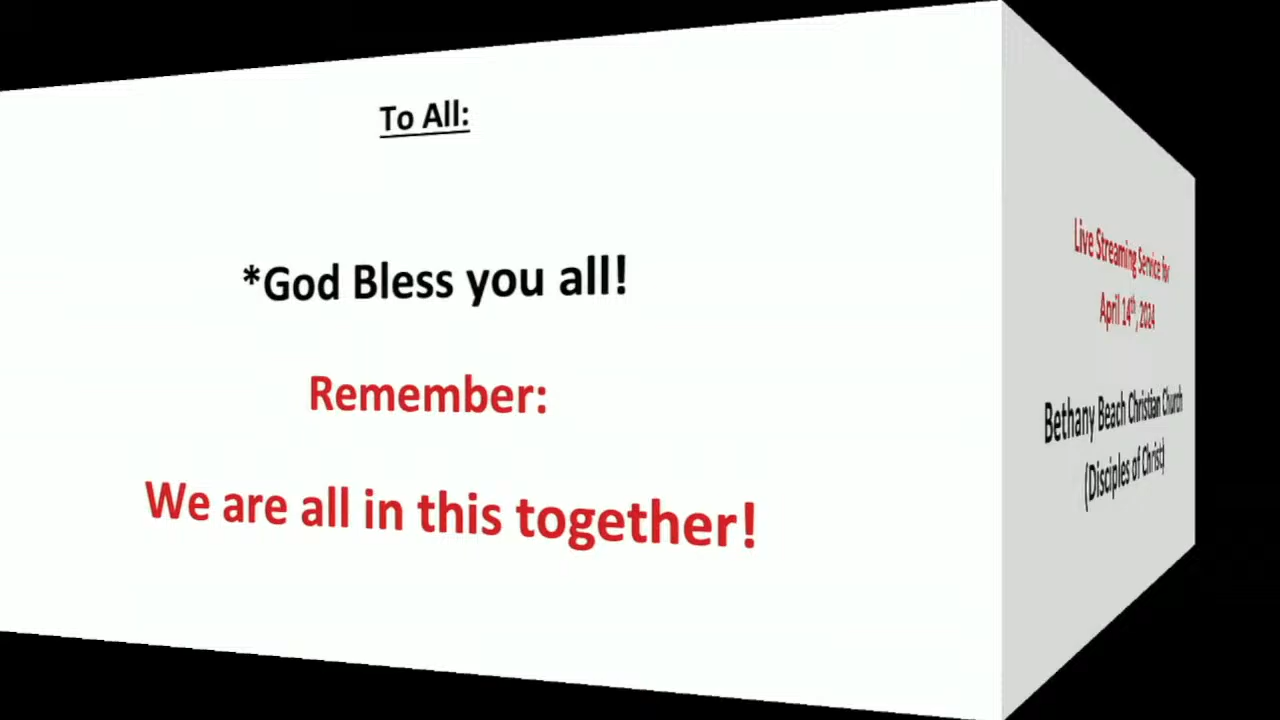 To All:
*God Bless you all!
Remember:
We are all in this together!
Live Streaming Service for
April 14th, 2024
Bethany Beach Christian Church
(Disciples of Christ)